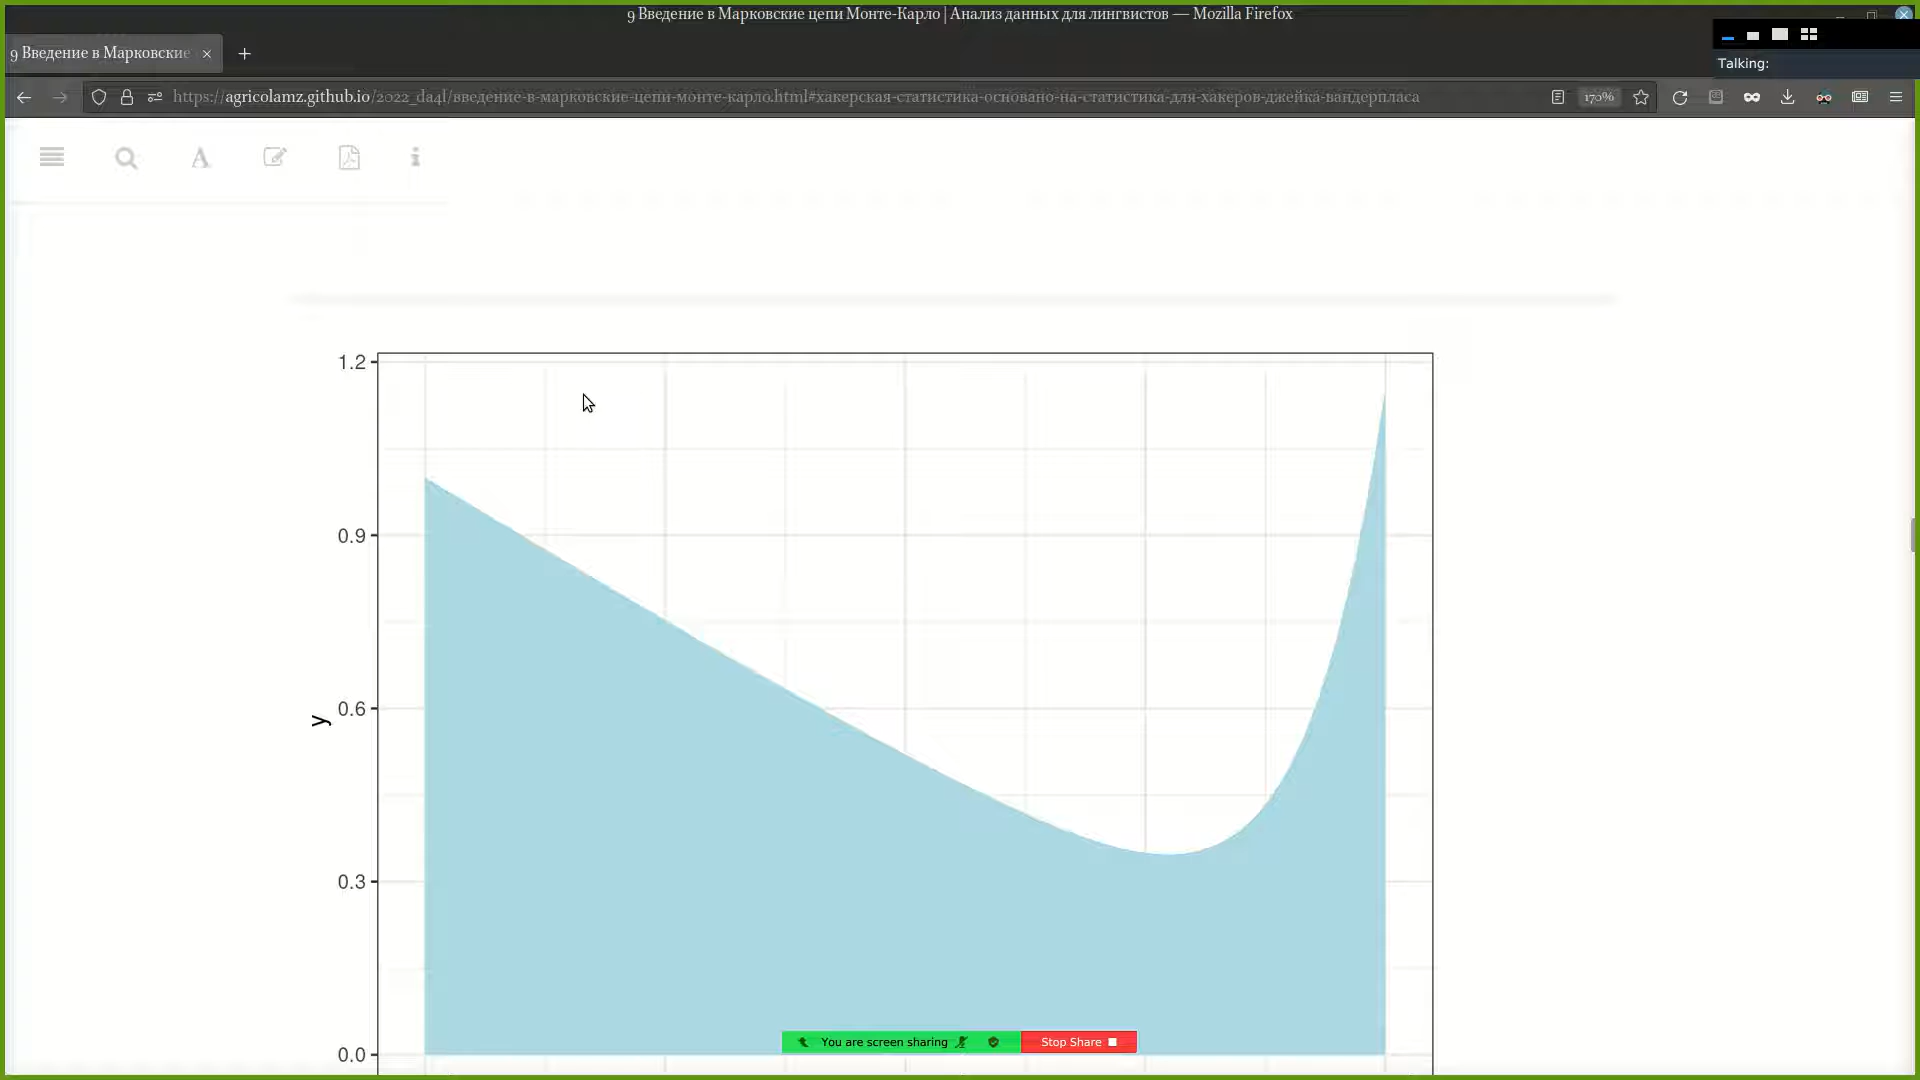 9 Введение в Марковские цепи Монте-Карло | Анализ данных для лингвистов — Mozilla Firefox
9 Введение в Марковские
Talking:
https://agricolamz.github.io/2022_da4l/введение-в-марковские-цепи-монте-карло.html#хакерская-статистика-основано-на-статистика-для-хакеров-джейка-вандерпласа
170%
1.2
0.9
0.6
y
0.3
0.0
You are screen sharing
Stop Share